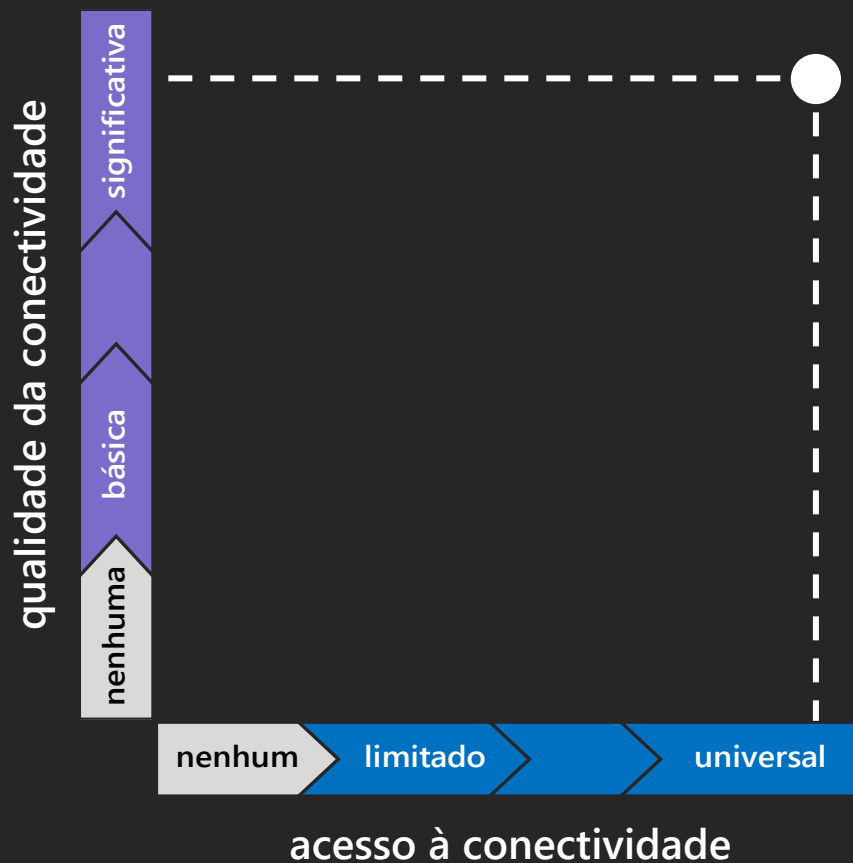 qualidade da conectividade
significativa
básica
nenhuma
nenhum
limitado
universal
acesso à conectividade